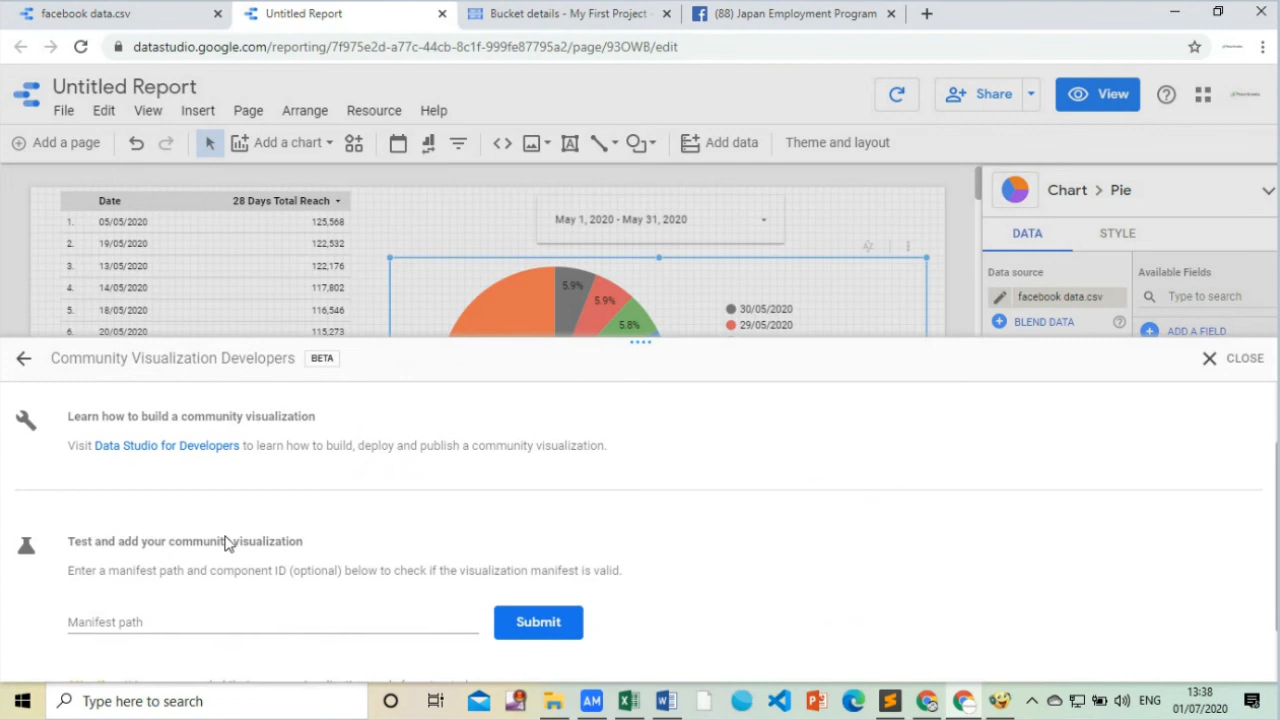 facebook data.csv
Untitled Report
Bucket details - My First Project -
(88) Japan Employment Program
datastudio.google.com/reporting/7f975e2d-a77c-44cb-8c1f-999fe87795a2/page/93OWB/edit
Untitled Report
File Edit View Insert Page Arrange Resource Help
Share
View
Add a page
Add a chart
Add data
Theme and layout
Date 28 Days Total Reach
1. 05/05/2020 125,568
2. 19/05/2020 122,532
3. 13/05/2020 122,176
4. 14/05/2020 117,802
5. 18/05/2020 116,546
6. 20/05/2020 115,273
May 1, 2020 - May 31, 2020
5.9%
5.9%
5.8%
30/05/2020
29/05/2020
Chart > Pie
DATA STYLE
Data source
facebook data.csv
BLEND DATA
Available Fields
Type to search
ADD A FIELD
Community Visualization Developers BETA
CLOSE
Learn how to build a community visualization
Visit Data Studio for Developers to learn how to build, deploy and publish a community visualization.
Test and add your community visualization
Enter a manifest path and component ID (optional) below to check if the visualization manifest is valid.
Manifest path
Submit
Type here to search
AM
ENG
13:38
01/07/2020